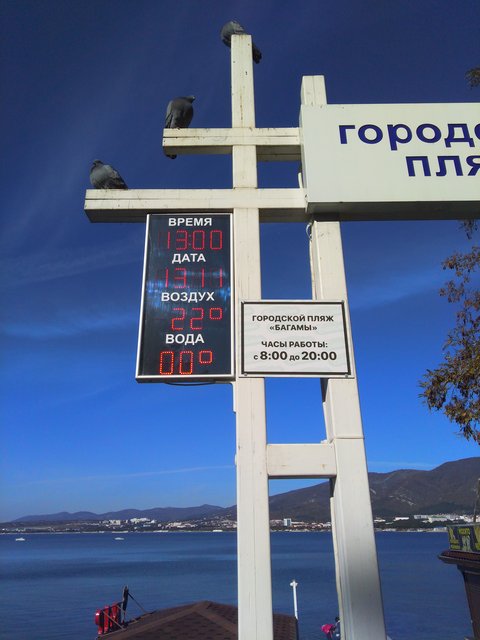 ГОРОДС
ПЛЯ
ВРЕМЯ
13:00
ДАТА
13.11
ВОЗДУХ
22°
ВОДА
00°
ГОРОДСКОЙ ПЛЯЖ
«БАГАМЫ»
ЧАСЫ РАБОТЫ:
с 8:00 до 20:00